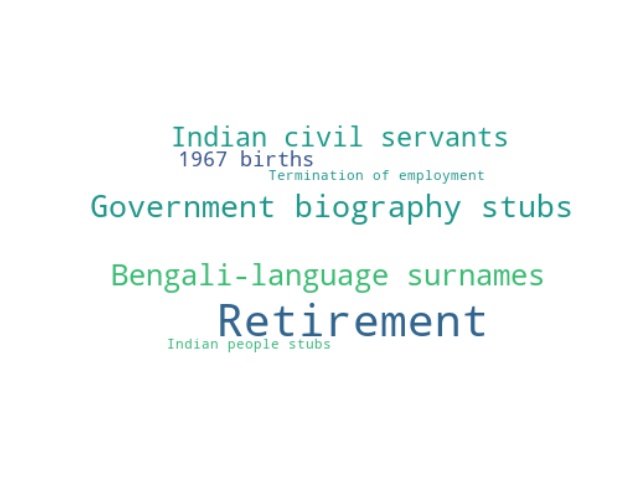 Indian civil servants
1967 births
Termination of employment
Government biography stubs
Bengali-language surnames
Retirement
Indian people stubs